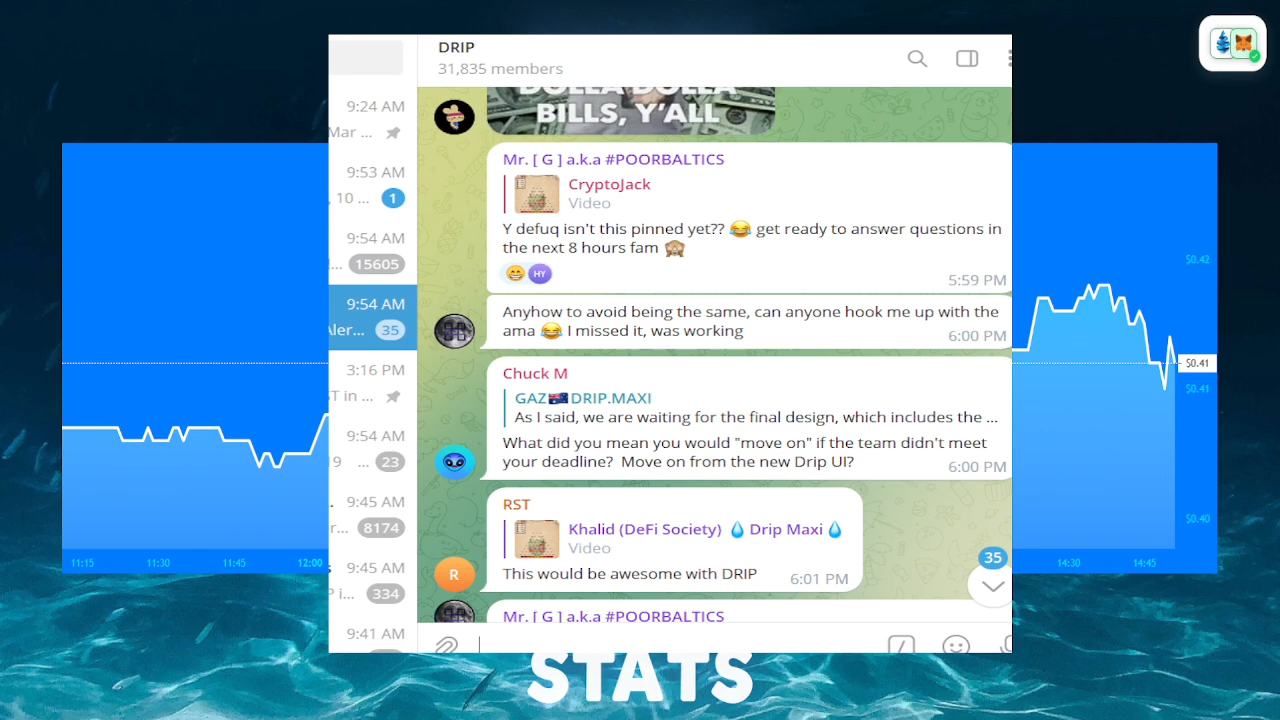 DRIP
31,835 members
9:24 AM
Mar ...
9:53 AM
, 10 ...
1
9:54 AM
15605
9:54 AM
Aler...
35
3:16 PM
T in ...
9:54 AM
...
23
9:45 AM
8174
9:45 AM
334
9:41 AM
BILLS, Y'ALL
Mr. [ G ] a.k.a #POORBALTICS
CryptoJack
Video
Y defuq isn't this pinned yet?? 😂 get ready to answer questions in
the next 8 hours fam 🙈
HY
5:59 PM
Anyhow to avoid being the same, can anyone hook me up with the
ama 😂 I missed it, was working
6:00 PM
Chuck M
GAZ🇦🇺DRIP.MAXI
As I said, we are waiting for the final design, which includes the ...
What did you mean you would "move on" if the team didn't meet
your deadline?  Move on from the new Drip UI?
6:00 PM
RST
Khalid (DeFi Society) 💧Drip Maxi💧
Video
This would be awesome with DRIP
6:01 PM
R
35
Mr. [ G ] a.k.a #POORBALTICS
$0.42
$0.41
$0.41
$0.40
11:15
11:30
11:45
12:00
14:30
14:45
STATS